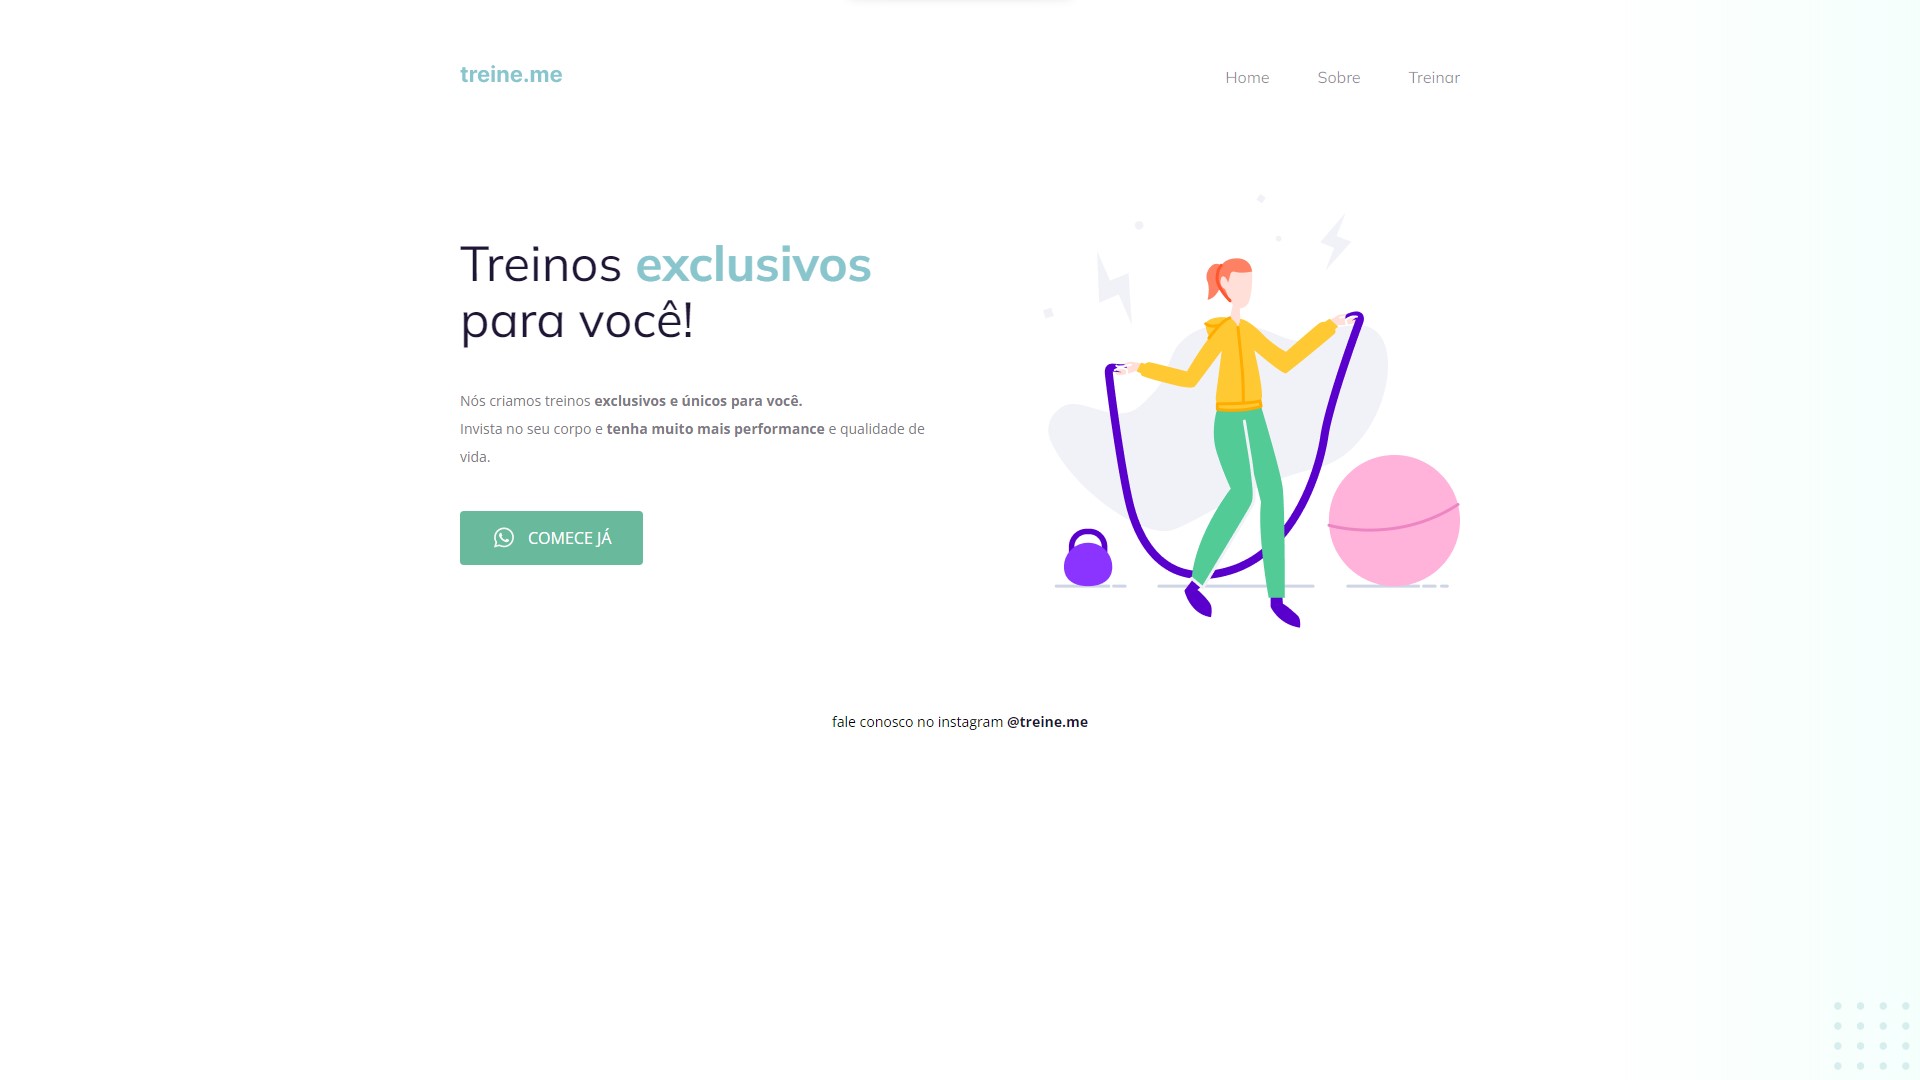 treine.me
Home
Sobre
Treinar
Treinos exclusivos
para você!
Nós criamos treinos exclusivos e únicos para você.
Invista no seu corpo e tenha muito mais performance e qualidade de
vida.
COMECE JÁ
fale conosco no instagram @treine.me